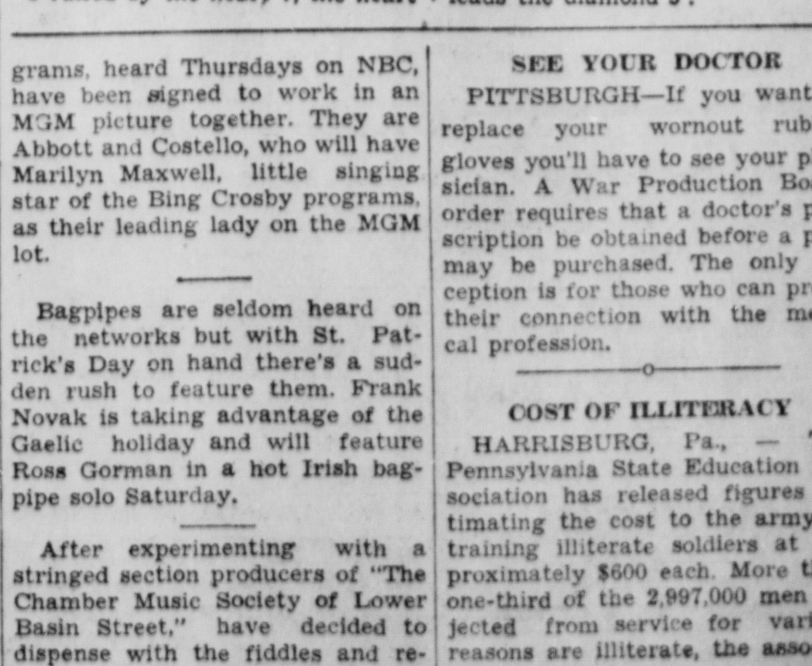 grams, heard Thursdays on NBC,
have been signed to work in an
MGM picture together. They are
Abbott and Costello, who will have
Marilyn Maxwell, little singing
star of the Bing Crosby programs,
as their leading lady on the MGM
lot.
Bagpipes are seldom heard on
the networks but with St. Pat-
rick's Day on hand there's a sud-
den rush to feature them. Frank
Novak is taking advantage of the
Gaelic holiday and will feature
Ross Gorman in a hot Irish bag-
pipe solo Saturday.
After experimenting with a
stringed section producers of "The
Chamber Music Society of Lower
Basin Street," have decided to
dispense with the fiddles and re-
SEE YOUR DOCTOR
PITTSBURGH—If you want
replace your wornout rub
gloves you'll have to see your p
sician. A War Production Bo
order requires that a doctor's p
scription be obtained before a p
may be purchased. The only
ception is for those who can pr
their connection with the me
cal profession.
COST OF ILLITERACY
HARRISBURG, Pa., —
Pennsylvania State Education
sociation has released figures
timating the cost to the army
training illiterate soldiers at
proximately $600 each. More t
one-third of the 2,997,000 men
jected from service for vari
reasons are illiterate, the asso